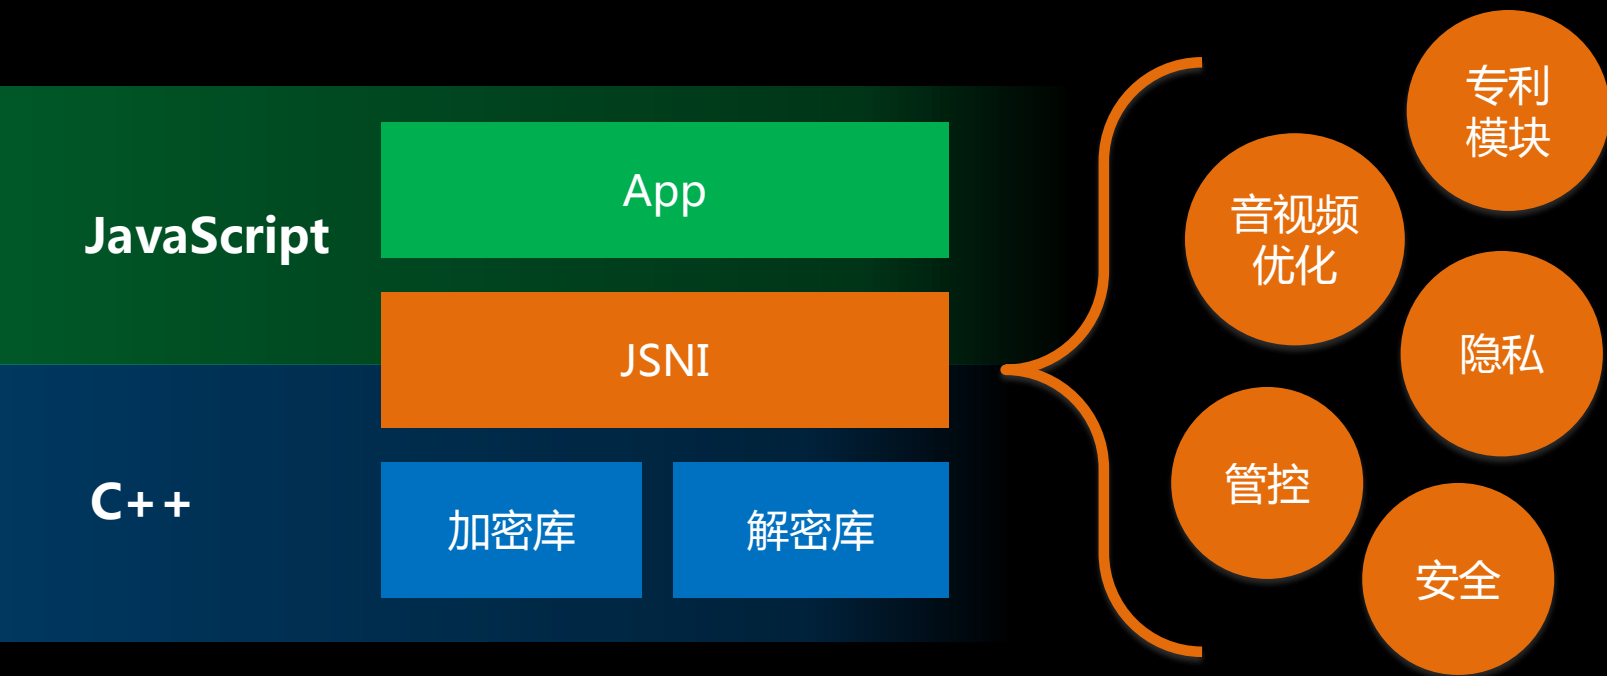 JavaScript
App
JSNI
C++
加密库
解密库
专利
模块
音视频
优化
隐私
管控
安全